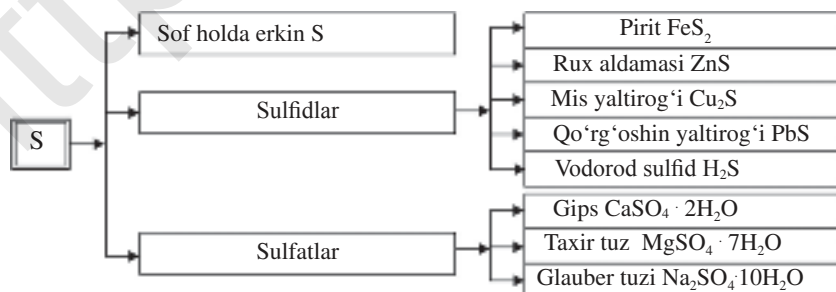 S
Sof holda erkin S
Sulfidlar
Pirit FeS₂
Rux aldamasi ZnS
Mis yaltirog‘i Cu₂S
Qo‘rg‘oshin yaltirog‘i PbS
Vodorod sulfid H₂S
Sulfatlar
Gips CaSO₄ · 2H₂O
Taxir tuz MgSO₄ · 7H₂O
Glauber tuzi Na₂SO₄·10H₂O